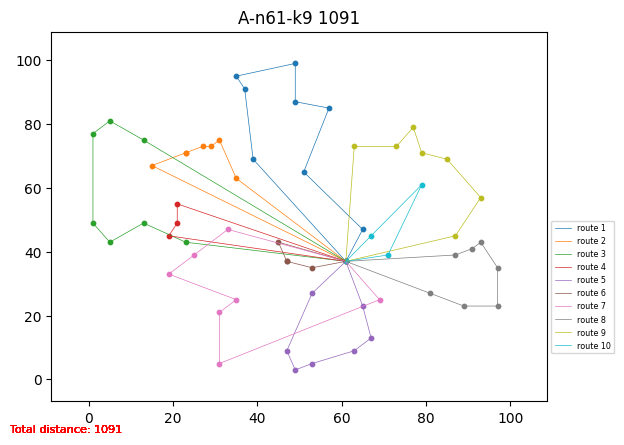 A-n61-k9 1091
100
80
60
40
20
0
0 20 40 60 80 100
route 1
route 2
route 3
route 4
route 5
route 6
route 7
route 8
route 9
route 10
Total distance: 1091